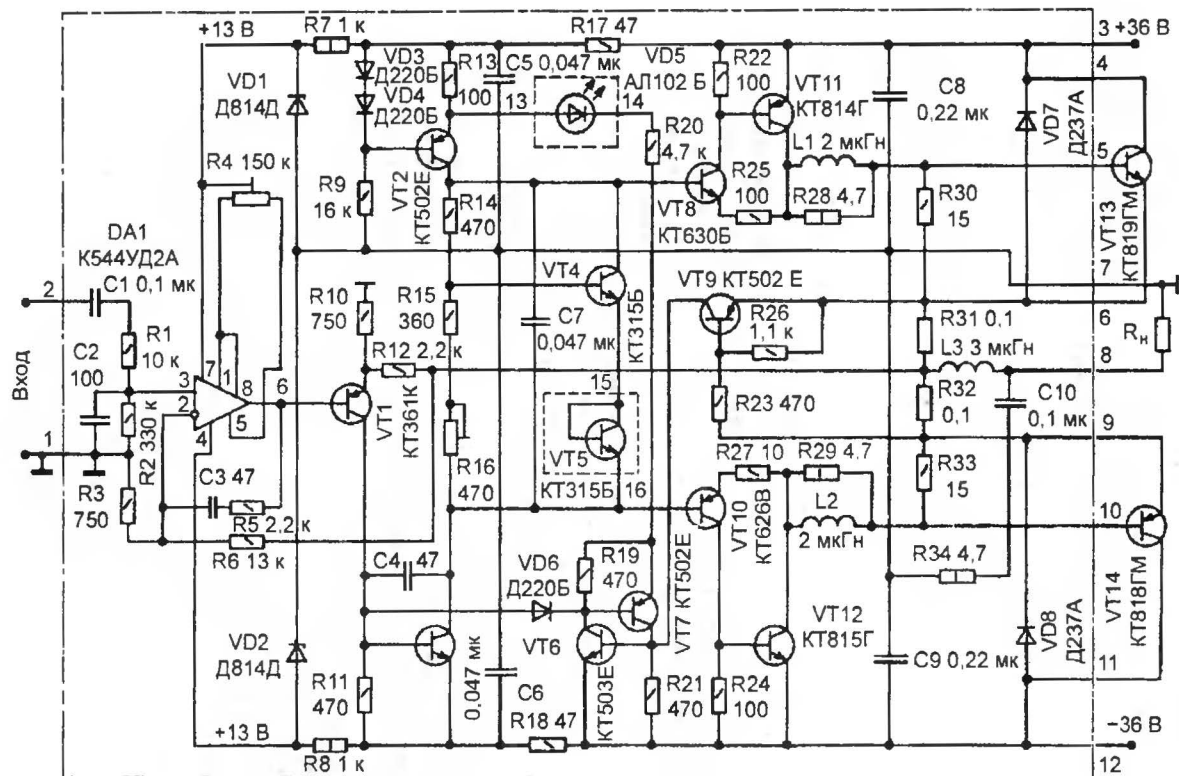 +13 В
R7 1 к
R17 47
3 +36 В
VD1
Д814Д
VD3
Д220Б
VD4
Д220Б
R13
100
C5 0,047 мк
13
14
VD5
АЛ102 Б
R22
100
VT11
КТ814Г
C8
0,22 мк
4
VD7
Д237А
R4 150 к
R9
16 к
VT2
КТ502Е
R20
4,7 к
L1 2 мкГн
R25
100
R28 4,7
5
R30
15
VT13
КТ819ГМ
R14
470
VT8
КТ630Б
DA1
К544УД2А
C1 0,1 мк
2
R1
10 к
R10
750
R15
360
VT4
КТ315Б
VT9 КТ502 Е
7
6
C7
0,047 мк
R26
1,1 к
R31 0,1
Rн
Вход
C2
100
R12 2,2 к
L3 3 мкГн
8
3
2
7
1
8
6
5
4
R2 330 к
VT1
КТ361К
15
R23 470
R32
0,1
C10
0,1 мк
1
VT5
КТ315Б
16
9
R3
750
C3 47
R5 2,2 к
R6 13 к
R16
470
R27 10
R29 4,7
R33
15
VT10
КТ626В
L2
2 мкГн
10
C4 47
VD6
Д220Б
R19
470
VT7 КТ502Е
R34 4,7
VT14
КТ818ГМ
VD2
Д814Д
VT6
КТ503Е
VT12
КТ815Г
VD8
Д237А
R11
470
0,047 мк
C6
R21
470
R24
100
C9 0,22 мк
11
+13 В
R8 1 к
R18 47
−36 В
12